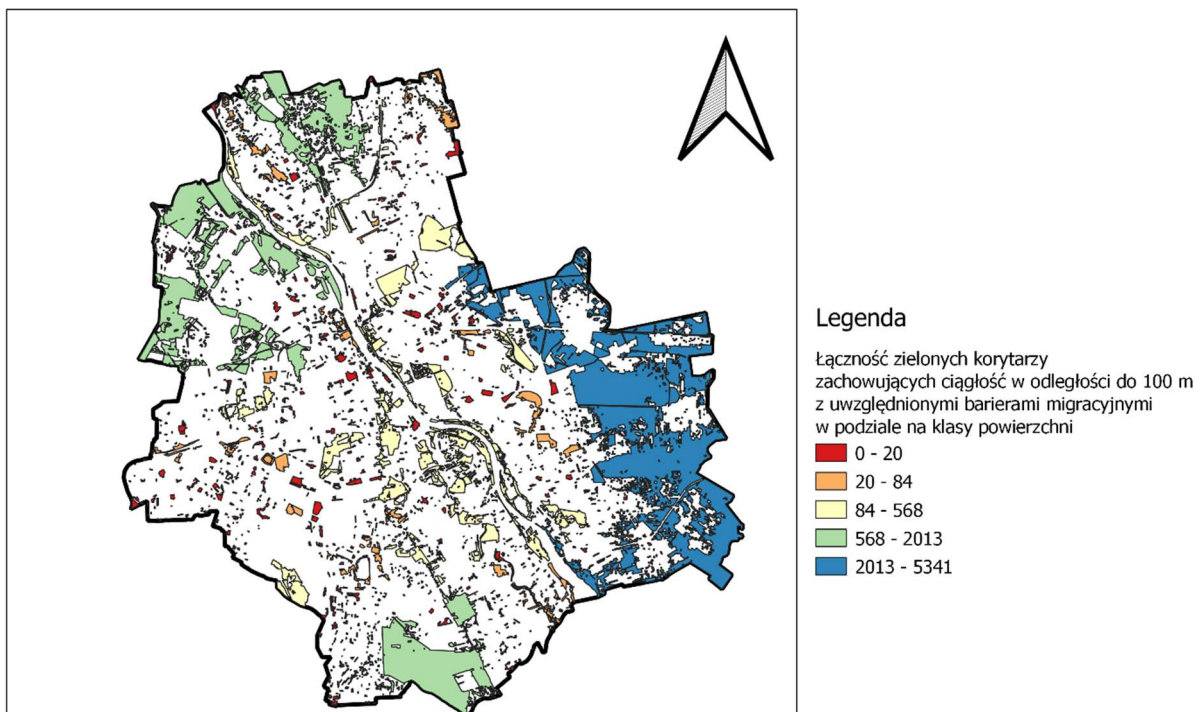 Legenda
Łączność zielonych korytarzy
zachowujących ciągłość w odległości do 100 m
z uwzględnionymi barierami migracyjnymi
w podziale na klasy powierzchni
0 - 20
20 - 84
84 - 568
568 - 2013
2013 - 5341